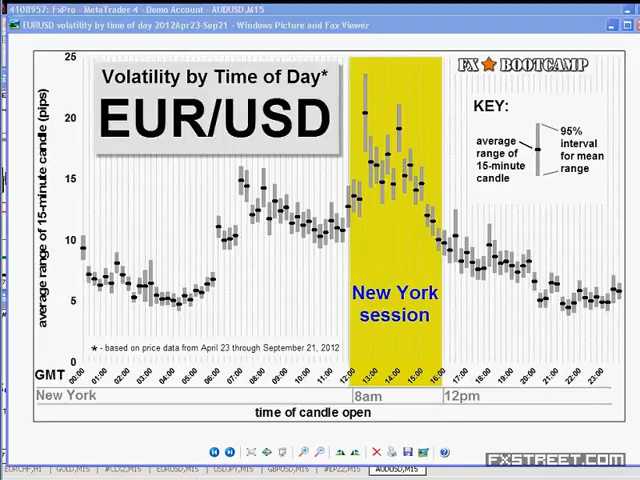 4108957: FxPro - MetaTrader 4 - Demo Account - AUDUSD,M15
EURUSD volatility by time of day 2012Apr23-Sep21 - Windows Picture and Fax Viewer
Volatility by Time of Day*
EUR/USD
FX BOOTCAMP
KEY:
average range of 15-minute candle
95% interval for mean range
average range of 15-minute candle (pips)
25
20
15
10
5
0
New York session
★ - based on price data from April 23 through September 21, 2012
GMT
00:00 01:00 02:00 03:00 04:00 05:00 06:00 07:00 08:00 09:00 10:00 11:00 12:00 13:00 14:00 15:00 16:00 17:00 18:00 19:00 20:00 21:00 22:00 23:00
New York 8am 12pm
time of candle open
FXSTREET.COM
EURCHF,H1 GOLD,M15 USDJPY,M15 GBPUSD,M15 AUDUSD,M15